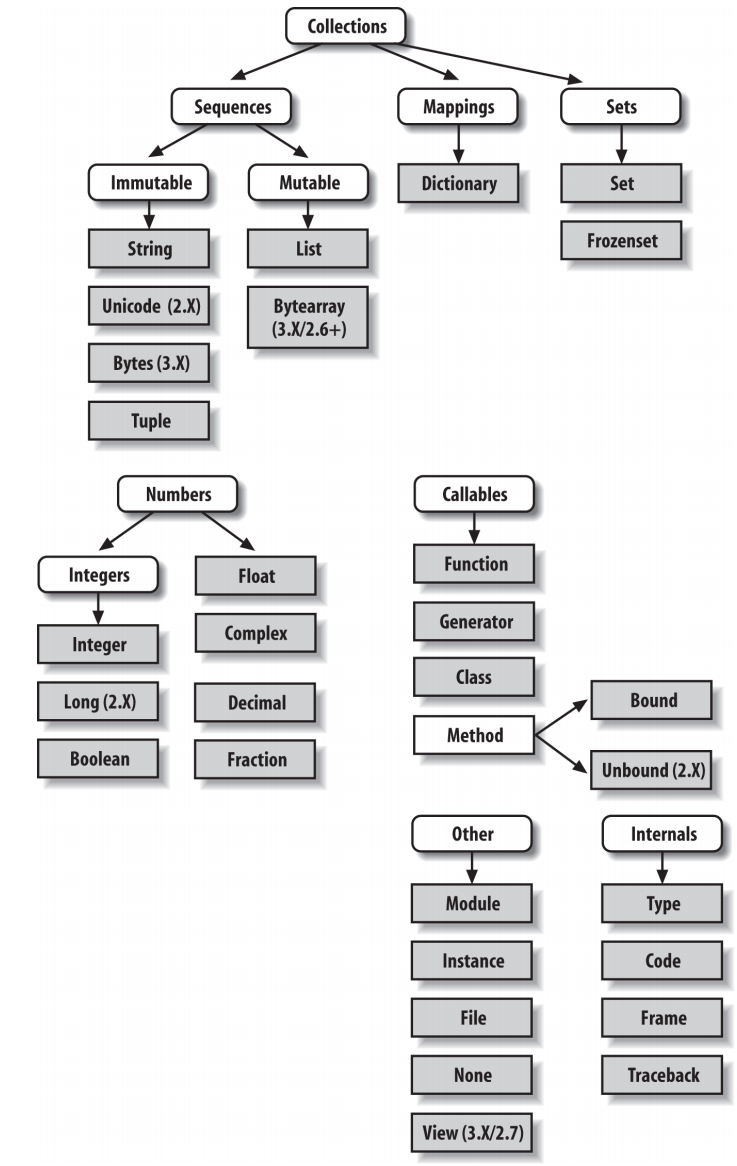 Collections
Sequences
Mappings
Sets
Immutable
Mutable
Dictionary
Set
String
List
Frozenset
Unicode (2.X)
Bytearray
(3.X/2.6+)
Bytes (3.X)
Tuple
Numbers
Callables
Integers
Float
Function
Integer
Complex
Generator
Long (2.X)
Decimal
Class
Bound
Boolean
Fraction
Method
Unbound (2.X)
Other
Internals
Module
Type
Instance
Code
File
Frame
None
Traceback
View (3.X/2.7)